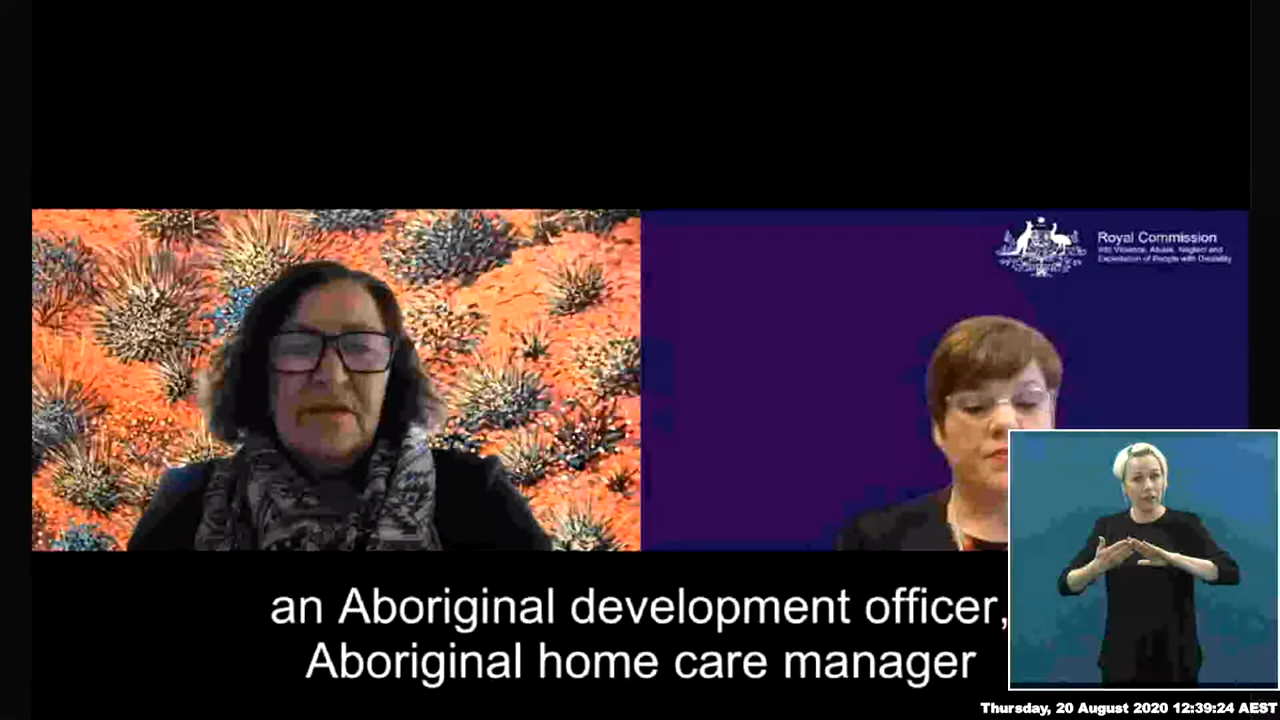 Royal Commission
into Violence, Abuse, Neglect and
Exploitation of People with Disability
an Aboriginal development officer,
Aboriginal home care manager
Thursday, 20 August 2020 12:39:24 AEST